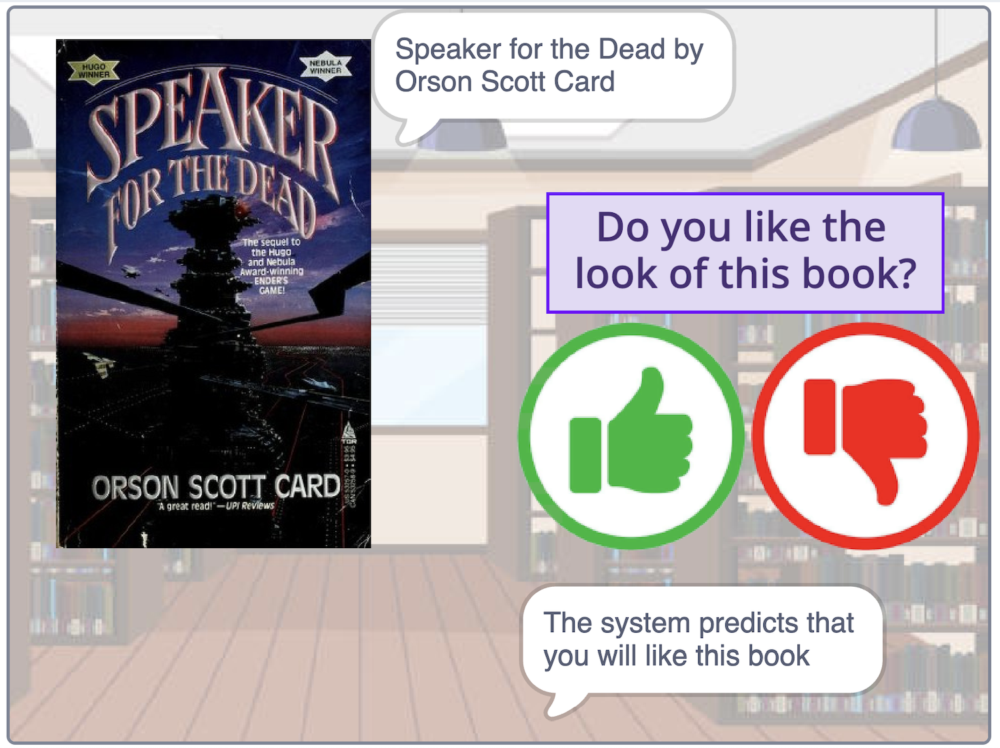 Speaker for the Dead by
Orson Scott Card
HUGO
WINNER
NEBULA
WINNER
SPEAKER
FOR THE DEAD
The sequel to
the Hugo
and Nebula
Award-winning
ENDER'S
GAME!
TOR
ORSON SCOTT CARD
"A great read!"—UPI Reviews
Do you like the
look of this book?
The system predicts that
you will like this book